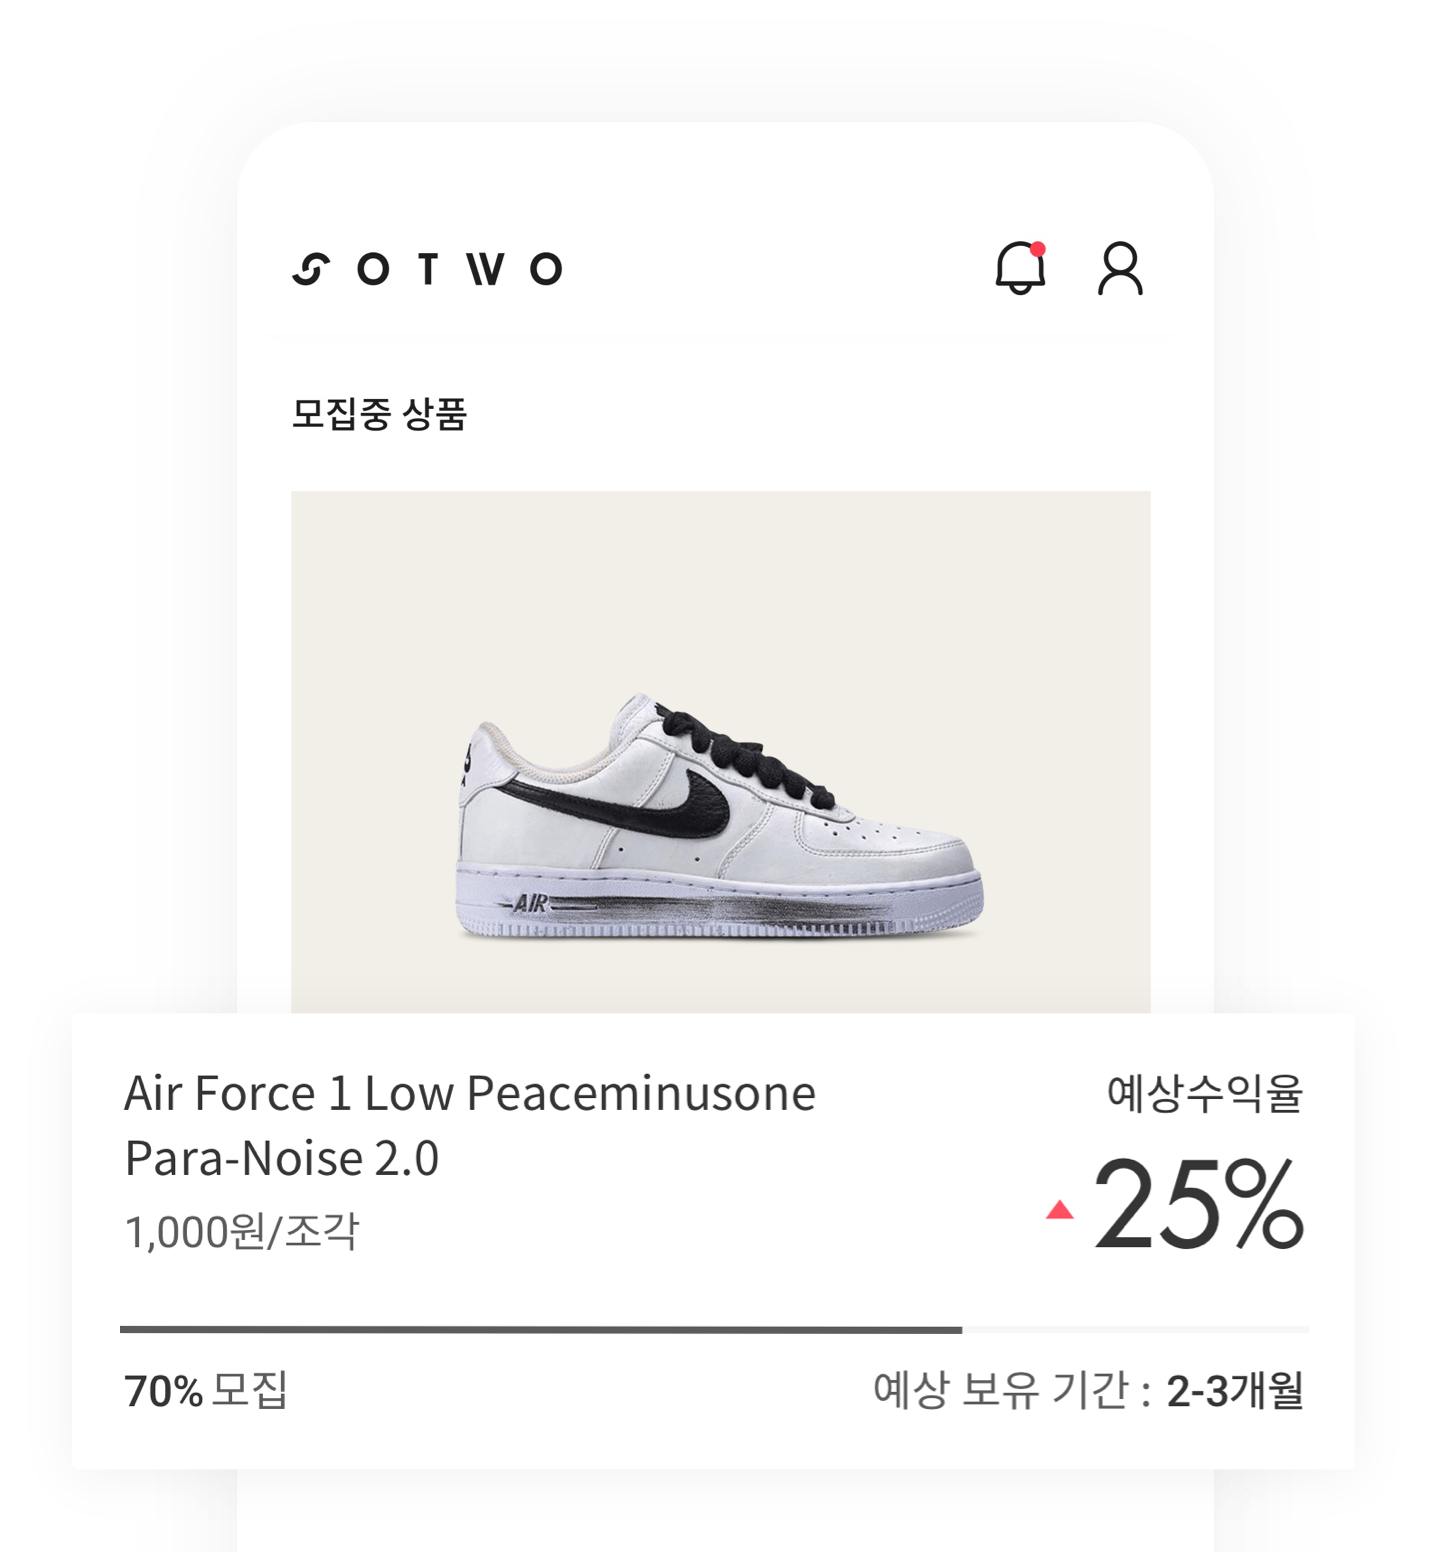 SOTWO
모집중 상품
AIR
Air Force 1 Low Peaceminusone
Para-Noise 2.0
1,000원/조각
예상수익율
25%
70% 모집
예상 보유 기간 : 2-3개월